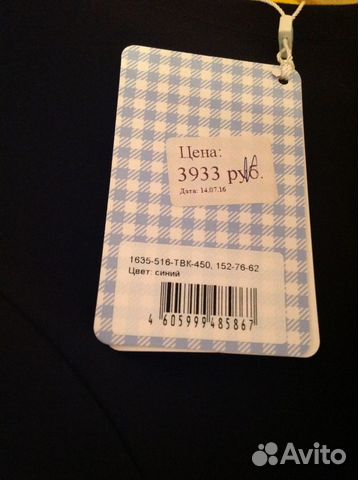 Цена:
3933 руб.
Дата: 14.07.16
1635-516-ТВК-450, 152-76-62
Цвет: синий
4 605999 485867
Avito